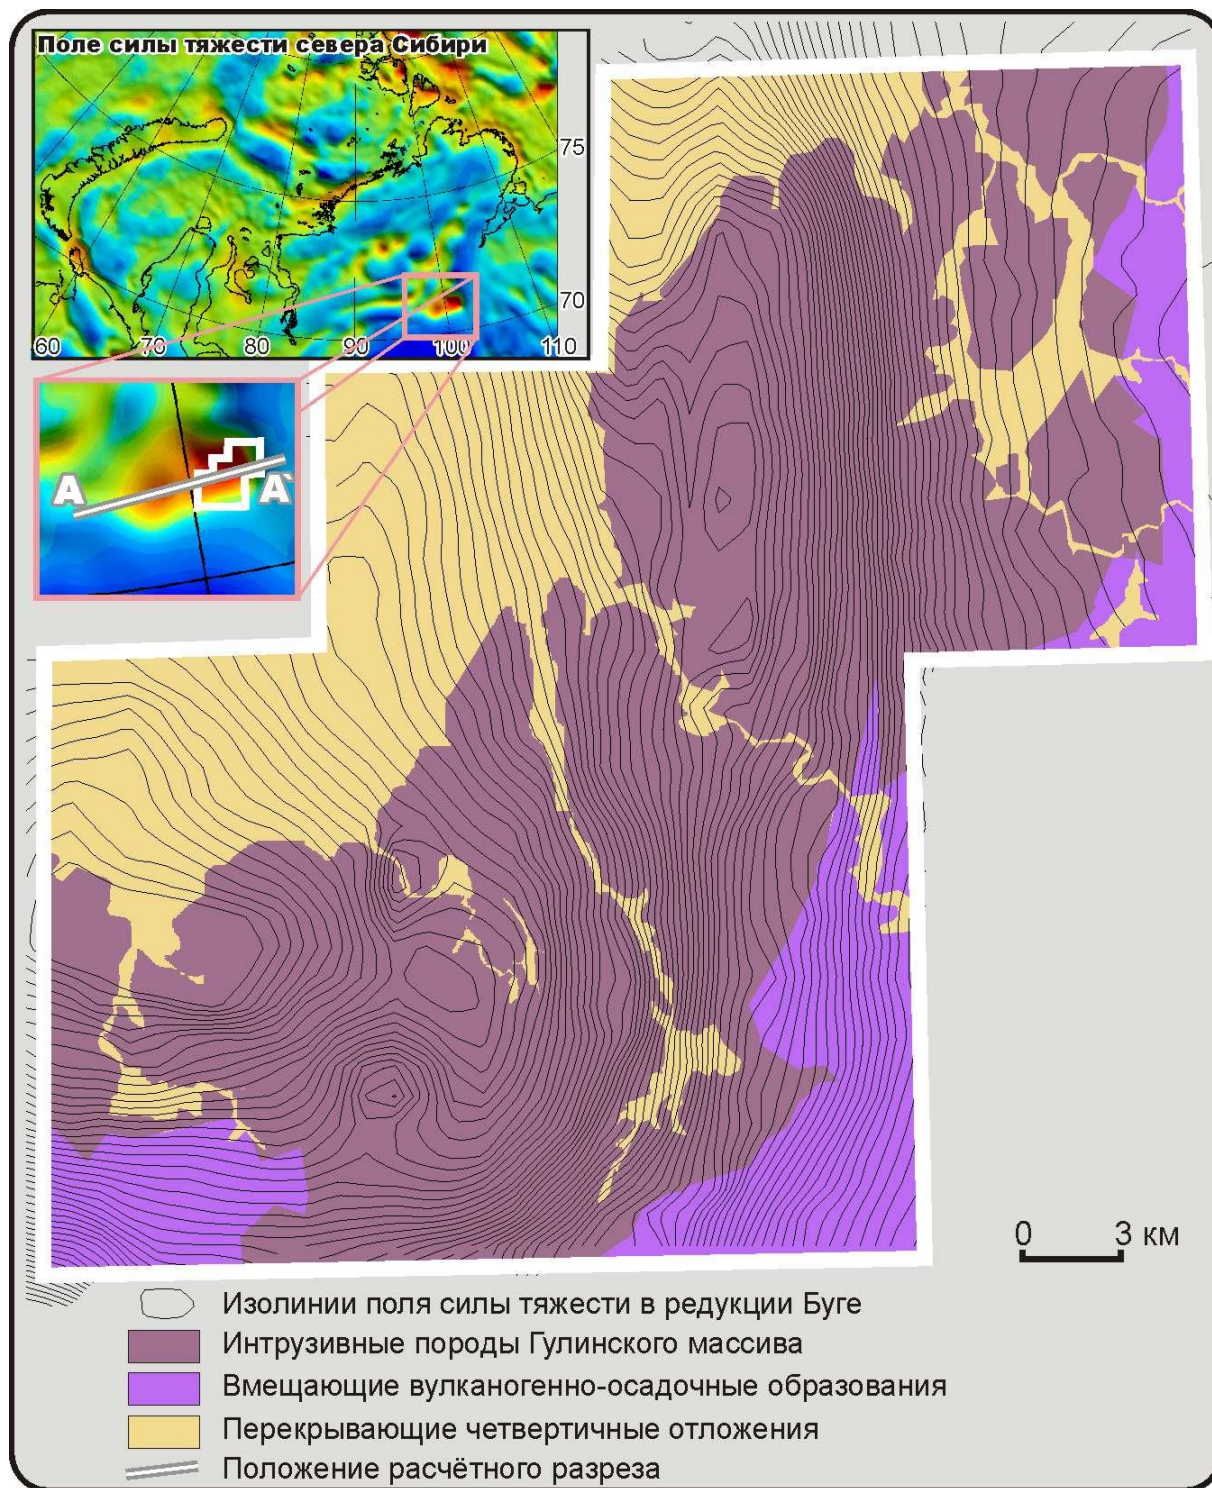 Поле силы тяжести севера Сибири
75
70
60 70 80 90 100 110
А А`
0 3 км
Изолинии поля силы тяжести в редукции Буге
Интрузивные породы Гулинского массива
Вмещающие вулканогенно-осадочные образования
Перекрывающие четвертичные отложения
Положение расчётного разреза